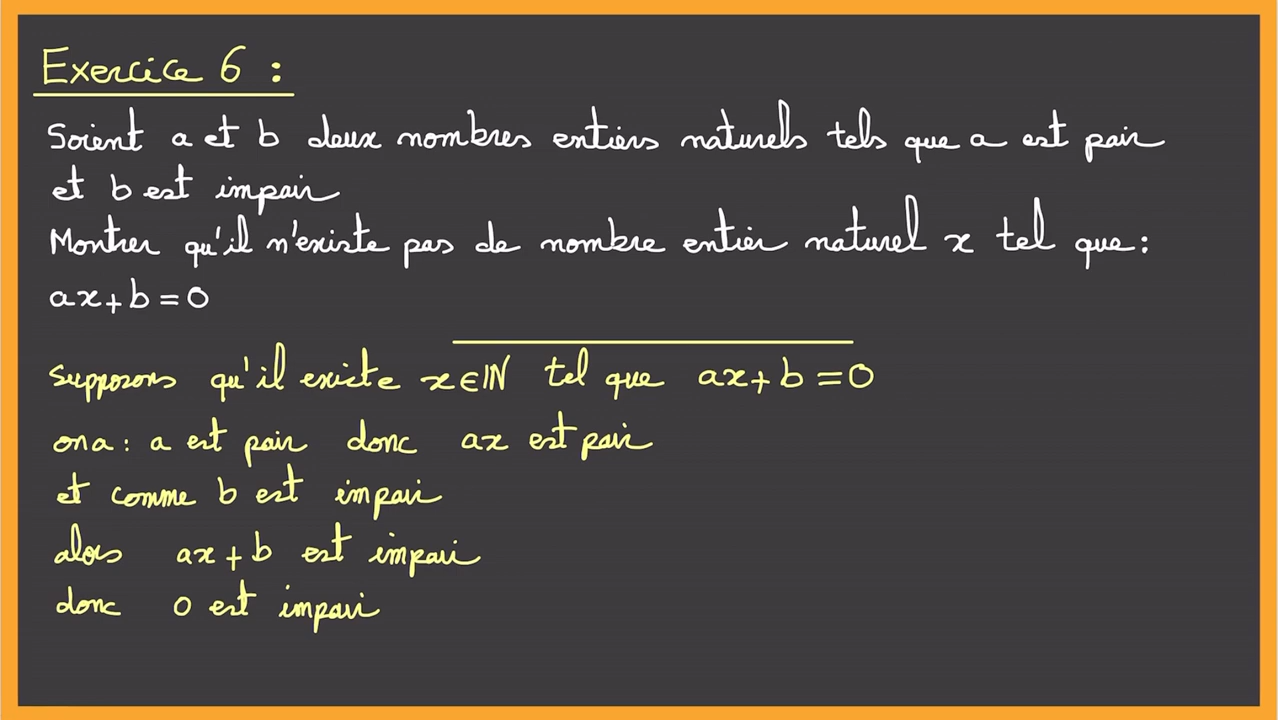 Exercice 6 :
Soient a et b deux nombres entiers naturels tels que a est pair
et b est impair
Montrer qu'il n'existe pas de nombre entier naturel x tel que :
ax+b=0
Supposons qu'il existe x∈ℕ tel que ax+b=0
on a : a est pair donc ax est pair
et comme b est impair
alors ax+b est impair
donc 0 est impair